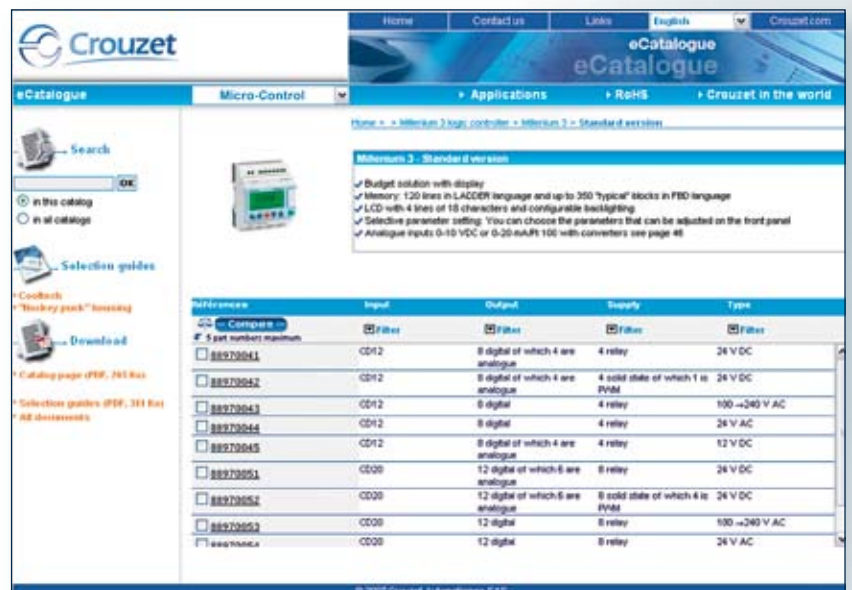 Crouzet
Home
Contact us
Links
English
Crouzet.com
eCatalogue
eCatalogue
eCatalogue
Micro-Control
Applications
RoHS
Crouzet in the world
Home > > Millenium 3 logic controller > Millenium 3 > Standard version
Search
OK
in this catalog
in all catalogs
Selection guides
Cooltech
"Hockey puck" housing
Download
Catalog page (PDF, 265 Ko)
Selection guides (PDF, 311 Ko)
All documents
Millenium 3 - Standard version
Budget solution with display
Memory: 120 lines in LADDER language and up to 350 "typical" blocks in FBD language
LCD with 4 lines of 18 characters and configurable backlighting
Selective parameter setting: You can choose the parameters that can be adjusted on the front panel
Analogue inputs 0-10 VDC or 0-20 mA/Pt 100 with converters see page 46
Références Input Output Supply Type
Compare
5 part numbers maximum
Filter Filter Filter Filter
88970041 CD12 8 digital of which 4 are analogue 4 relay 24 V DC
88970042 CD12 8 digital of which 4 are analogue 4 solid state of which 1 is PWM 24 V DC
88970043 CD12 8 digital 4 relay 100→240 V AC
88970044 CD12 8 digital 4 relay 24 V AC
88970045 CD12 8 digital of which 4 are analogue 4 relay 12 V DC
88970051 CD20 12 digital of which 6 are analogue 8 relay 24 V DC
88970052 CD20 12 digital of which 6 are analogue 8 solid state of which 4 is PWM 24 V DC
88970053 CD20 12 digital 8 relay 100→240 V AC
88970054 CD20 12 digital 8 relay 24 V AC